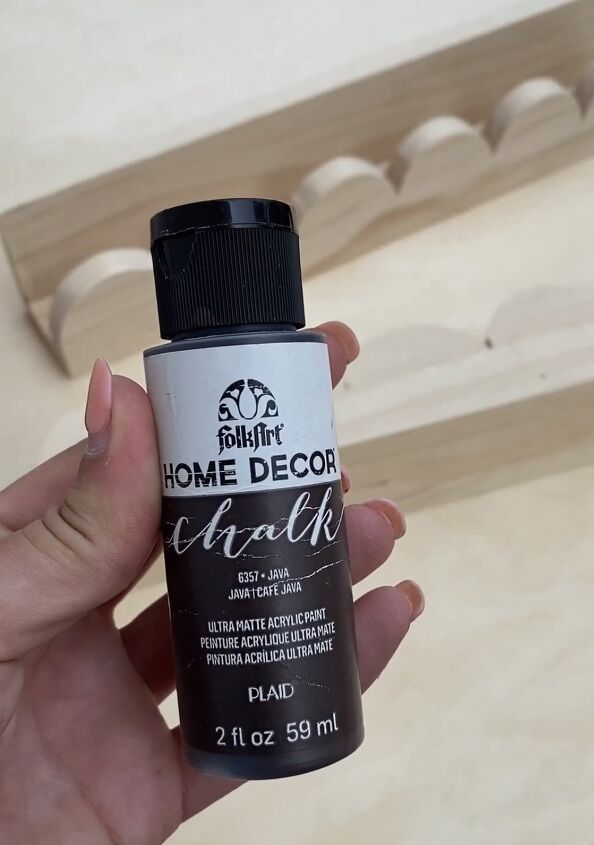 folkArt
HOME DECOR
chalk
6357 • JAVA
JAVA | CAFÉ JAVA
ULTRA MATTE ACRYLIC PAINT
PEINTURE ACRYLIQUE ULTRA MATE
PINTURA ACRÍLICA ULTRA MATE
PLAID
2 fl oz 59 ml